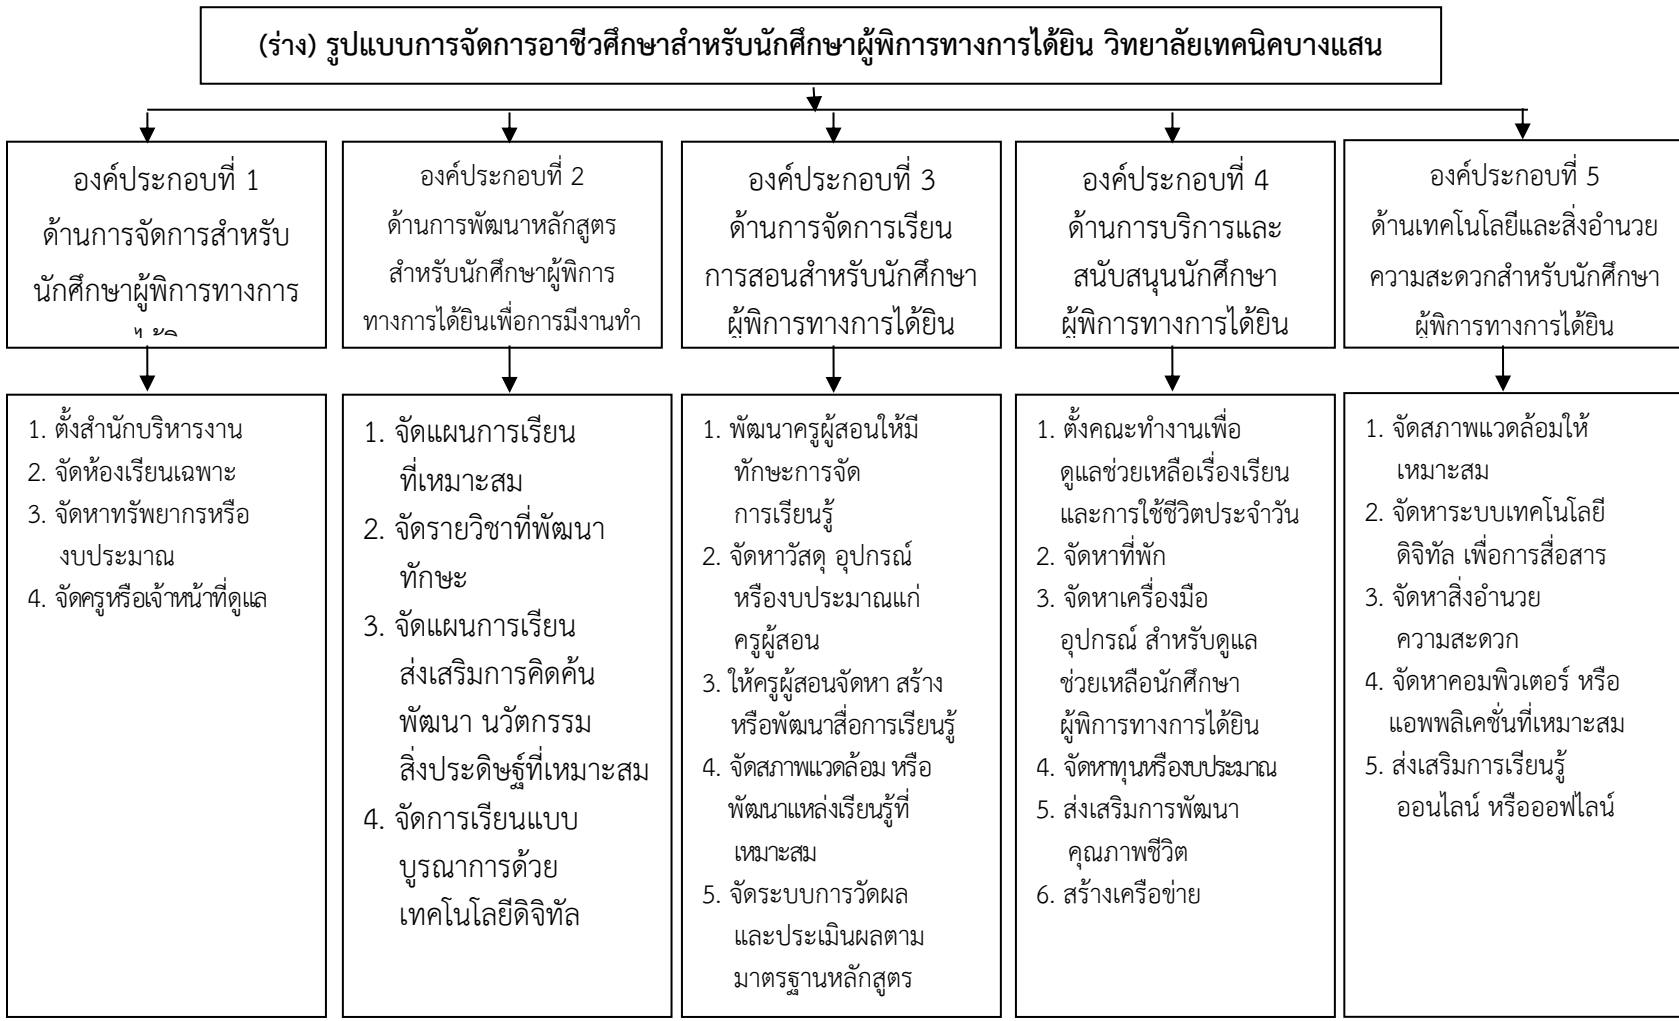 (ร่าง) รูปแบบการจัดการอาชีวศึกษาสำหรับนักศึกษาผู้พิการทางการได้ยิน วิทยาลัยเทคนิคบางแสน
องค์ประกอบที่ 1
ด้านการจัดการสำหรับ
นักศึกษาผู้พิการทางการ
องค์ประกอบที่ 2
ด้านการพัฒนาหลักสูตร
สำหรับนักศึกษาผู้พิการ
ทางการได้ยินเพื่อการมีงานทำ
องค์ประกอบที่ 3
ด้านการจัดการเรียน
การสอนสำหรับนักศึกษา
ผู้พิการทางการได้ยิน
องค์ประกอบที่ 4
ด้านการบริการและ
สนับสนุนนักศึกษา
ผู้พิการทางการได้ยิน
องค์ประกอบที่ 5
ด้านเทคโนโลยีและสิ่งอำนวย
ความสะดวกสำหรับนักศึกษา
ผู้พิการทางการได้ยิน
1. ตั้งสำนักบริหารงาน
2. จัดห้องเรียนเฉพาะ
3. จัดหาทรัพยากรหรือ
งบประมาณ
4. จัดครูหรือเจ้าหน้าที่ดูแล
1. จัดแผนการเรียน
ที่เหมาะสม
2. จัดรายวิชาที่พัฒนา
ทักษะ
3. จัดแผนการเรียน
ส่งเสริมการคิดค้น
พัฒนา นวัตกรรม
สิ่งประดิษฐ์ที่เหมาะสม
4. จัดการเรียนแบบ
บูรณาการด้วย
เทคโนโลยีดิจิทัล
1. พัฒนาครูผู้สอนให้มี
ทักษะการจัด
การเรียนรู้
2. จัดหาวัสดุ อุปกรณ์
หรืองบประมาณแก่
ครูผู้สอน
3. ให้ครูผู้สอนจัดหา สร้าง
หรือพัฒนาสื่อการเรียนรู้
4. จัดสภาพแวดล้อม หรือ
พัฒนาแหล่งเรียนรู้ที่
เหมาะสม
5. จัดระบบการวัดผล
และประเมินผลตาม
มาตรฐานหลักสูตร
1. ตั้งคณะทำงานเพื่อ
ดูแลช่วยเหลือเรื่องเรียน
และการใช้ชีวิตประจำวัน
2. จัดหาที่พัก
3. จัดหาเครื่องมือ
อุปกรณ์ สำหรับดูแล
ช่วยเหลือนักศึกษา
ผู้พิการทางการได้ยิน
4. จัดหาทุนหรืองบประมาณ
5. ส่งเสริมการพัฒนา
คุณภาพชีวิต
6. สร้างเครือข่าย
1. จัดสภาพแวดล้อมให้
เหมาะสม
2. จัดหาระบบเทคโนโลยี
ดิจิทัล เพื่อการสื่อสาร
3. จัดหาสิ่งอำนวย
ความสะดวก
4. จัดหาคอมพิวเตอร์ หรือ
แอพพลิเคชั่นที่เหมาะสม
5. ส่งเสริมการเรียนรู้
ออนไลน์ หรือออฟไลน์